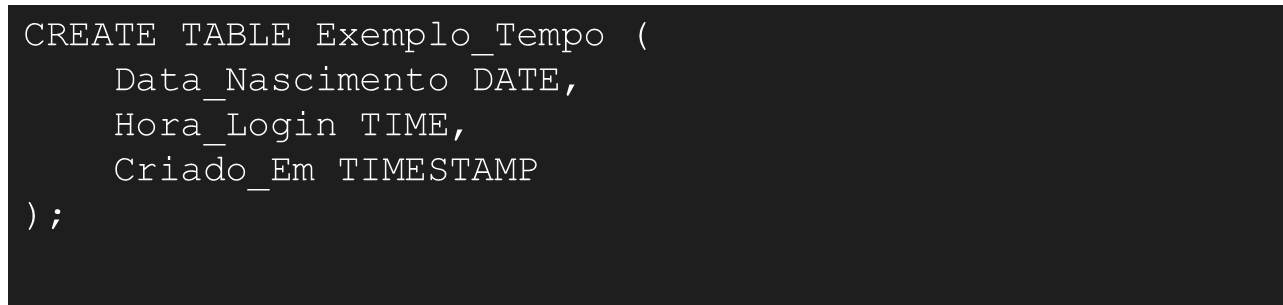 CREATE TABLE Exemplo_Tempo (
    Data_Nascimento DATE,
    Hora_Login TIME,
    Criado_Em TIMESTAMP
);